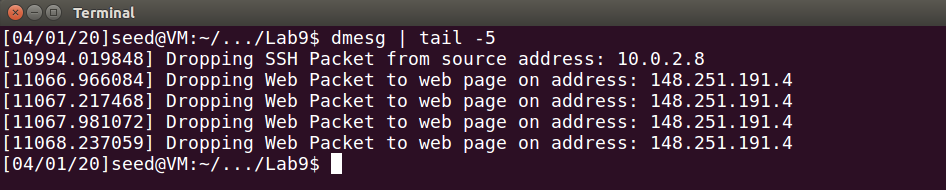 Terminal
[04/01/20]seed@VM:~/.../Lab9$ dmesg | tail -5
[10994.019848] Dropping SSH Packet from source address: 10.0.2.8
[11066.966084] Dropping Web Packet to web page on address: 148.251.191.4
[11067.217468] Dropping Web Packet to web page on address: 148.251.191.4
[11067.981072] Dropping Web Packet to web page on address: 148.251.191.4
[11068.237059] Dropping Web Packet to web page on address: 148.251.191.4
[04/01/20]seed@VM:~/.../Lab9$